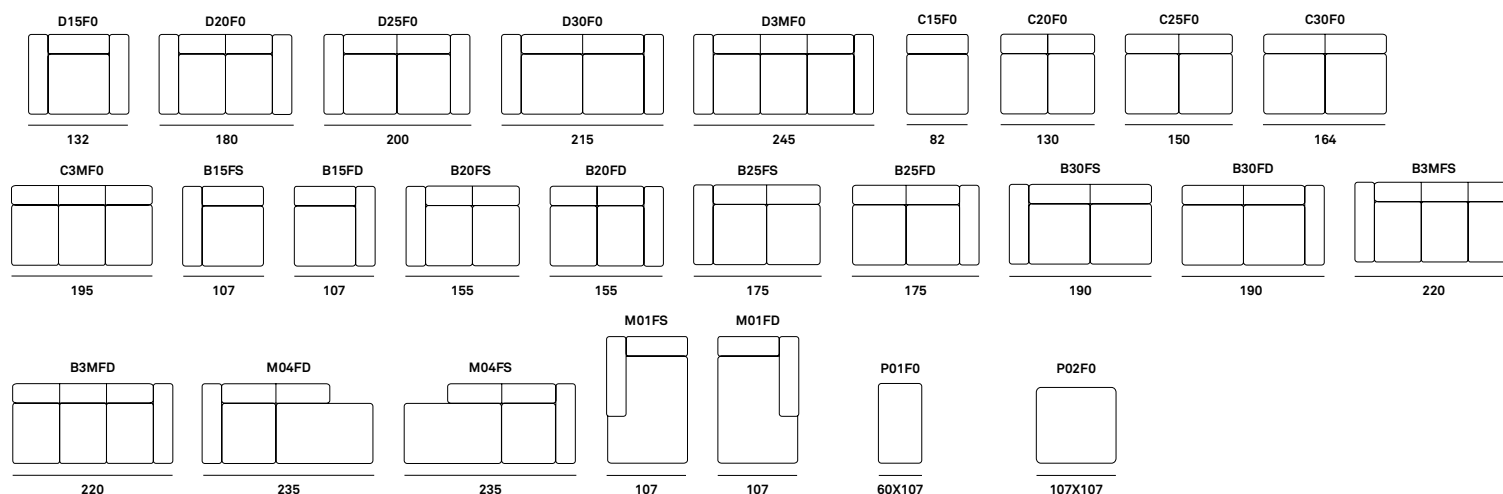 D15F0 D20F0 D25F0 D30F0 D3MF0 C15F0 C20F0 C25F0 C30F0
132 180 200 215 245 82 130 150 164
C3MF0 B15FS B15FD B20FS B20FD B25FS B25FD B30FS B30FD B3MFS
195 107 107 155 155 175 175 190 190 220
M01FS M01FD
B3MFD M04FD M04FS P01F0 P02F0
220 235 235 107 107 60X107 107X107